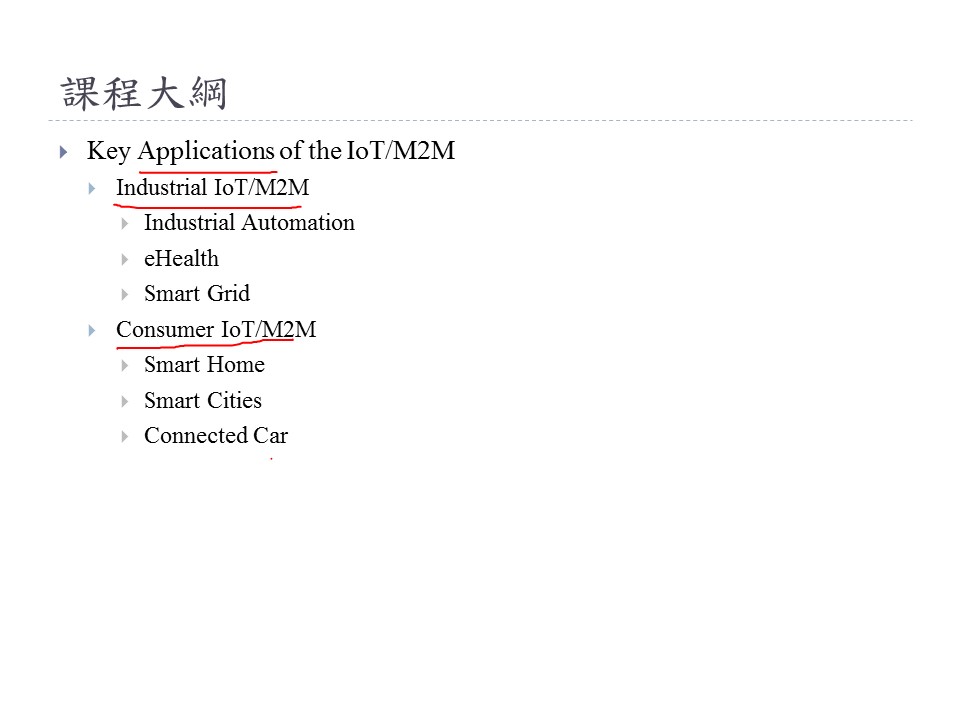 課程大綱
Key Applications of the IoT/M2M
Industrial IoT/M2M
Industrial Automation
eHealth
Smart Grid
Consumer IoT/M2M
Smart Home
Smart Cities
Connected Car